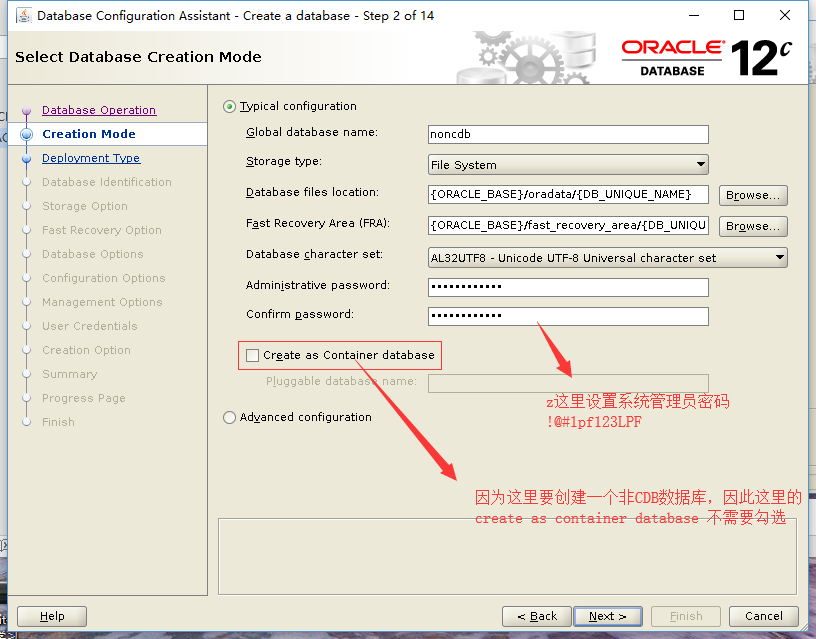 Database Configuration Assistant - Create a database - Step 2 of 14
Select Database Creation Mode
ORACLE
DATABASE
12c
Database Operation
Creation Mode
Deployment Type
Database Identification
Storage Option
Fast Recovery Option
Database Options
Configuration Options
Management Options
User Credentials
Creation Option
Summary
Progress Page
Finish
Typical configuration
Global database name: noncdb
Storage type: File System
Database files location: {ORACLE_BASE}/oradata/{DB_UNIQUE_NAME} Browse...
Fast Recovery Area (FRA): {ORACLE_BASE}/fast_recovery_area/{DB_UNIQU Browse...
Database character set: AL32UTF8 - Unicode UTF-8 Universal character set
Administrative password: ••••••••••••
Confirm password: ••••••••••••
Create as Container database
Pluggable database name:
z这里设置系统管理员密码
!@#1pf123LPF
Advanced configuration
因为这里要创建一个非CDB数据库，因此这里的
create as container database 不需要勾选
Help
< Back
Next >
Finish
Cancel